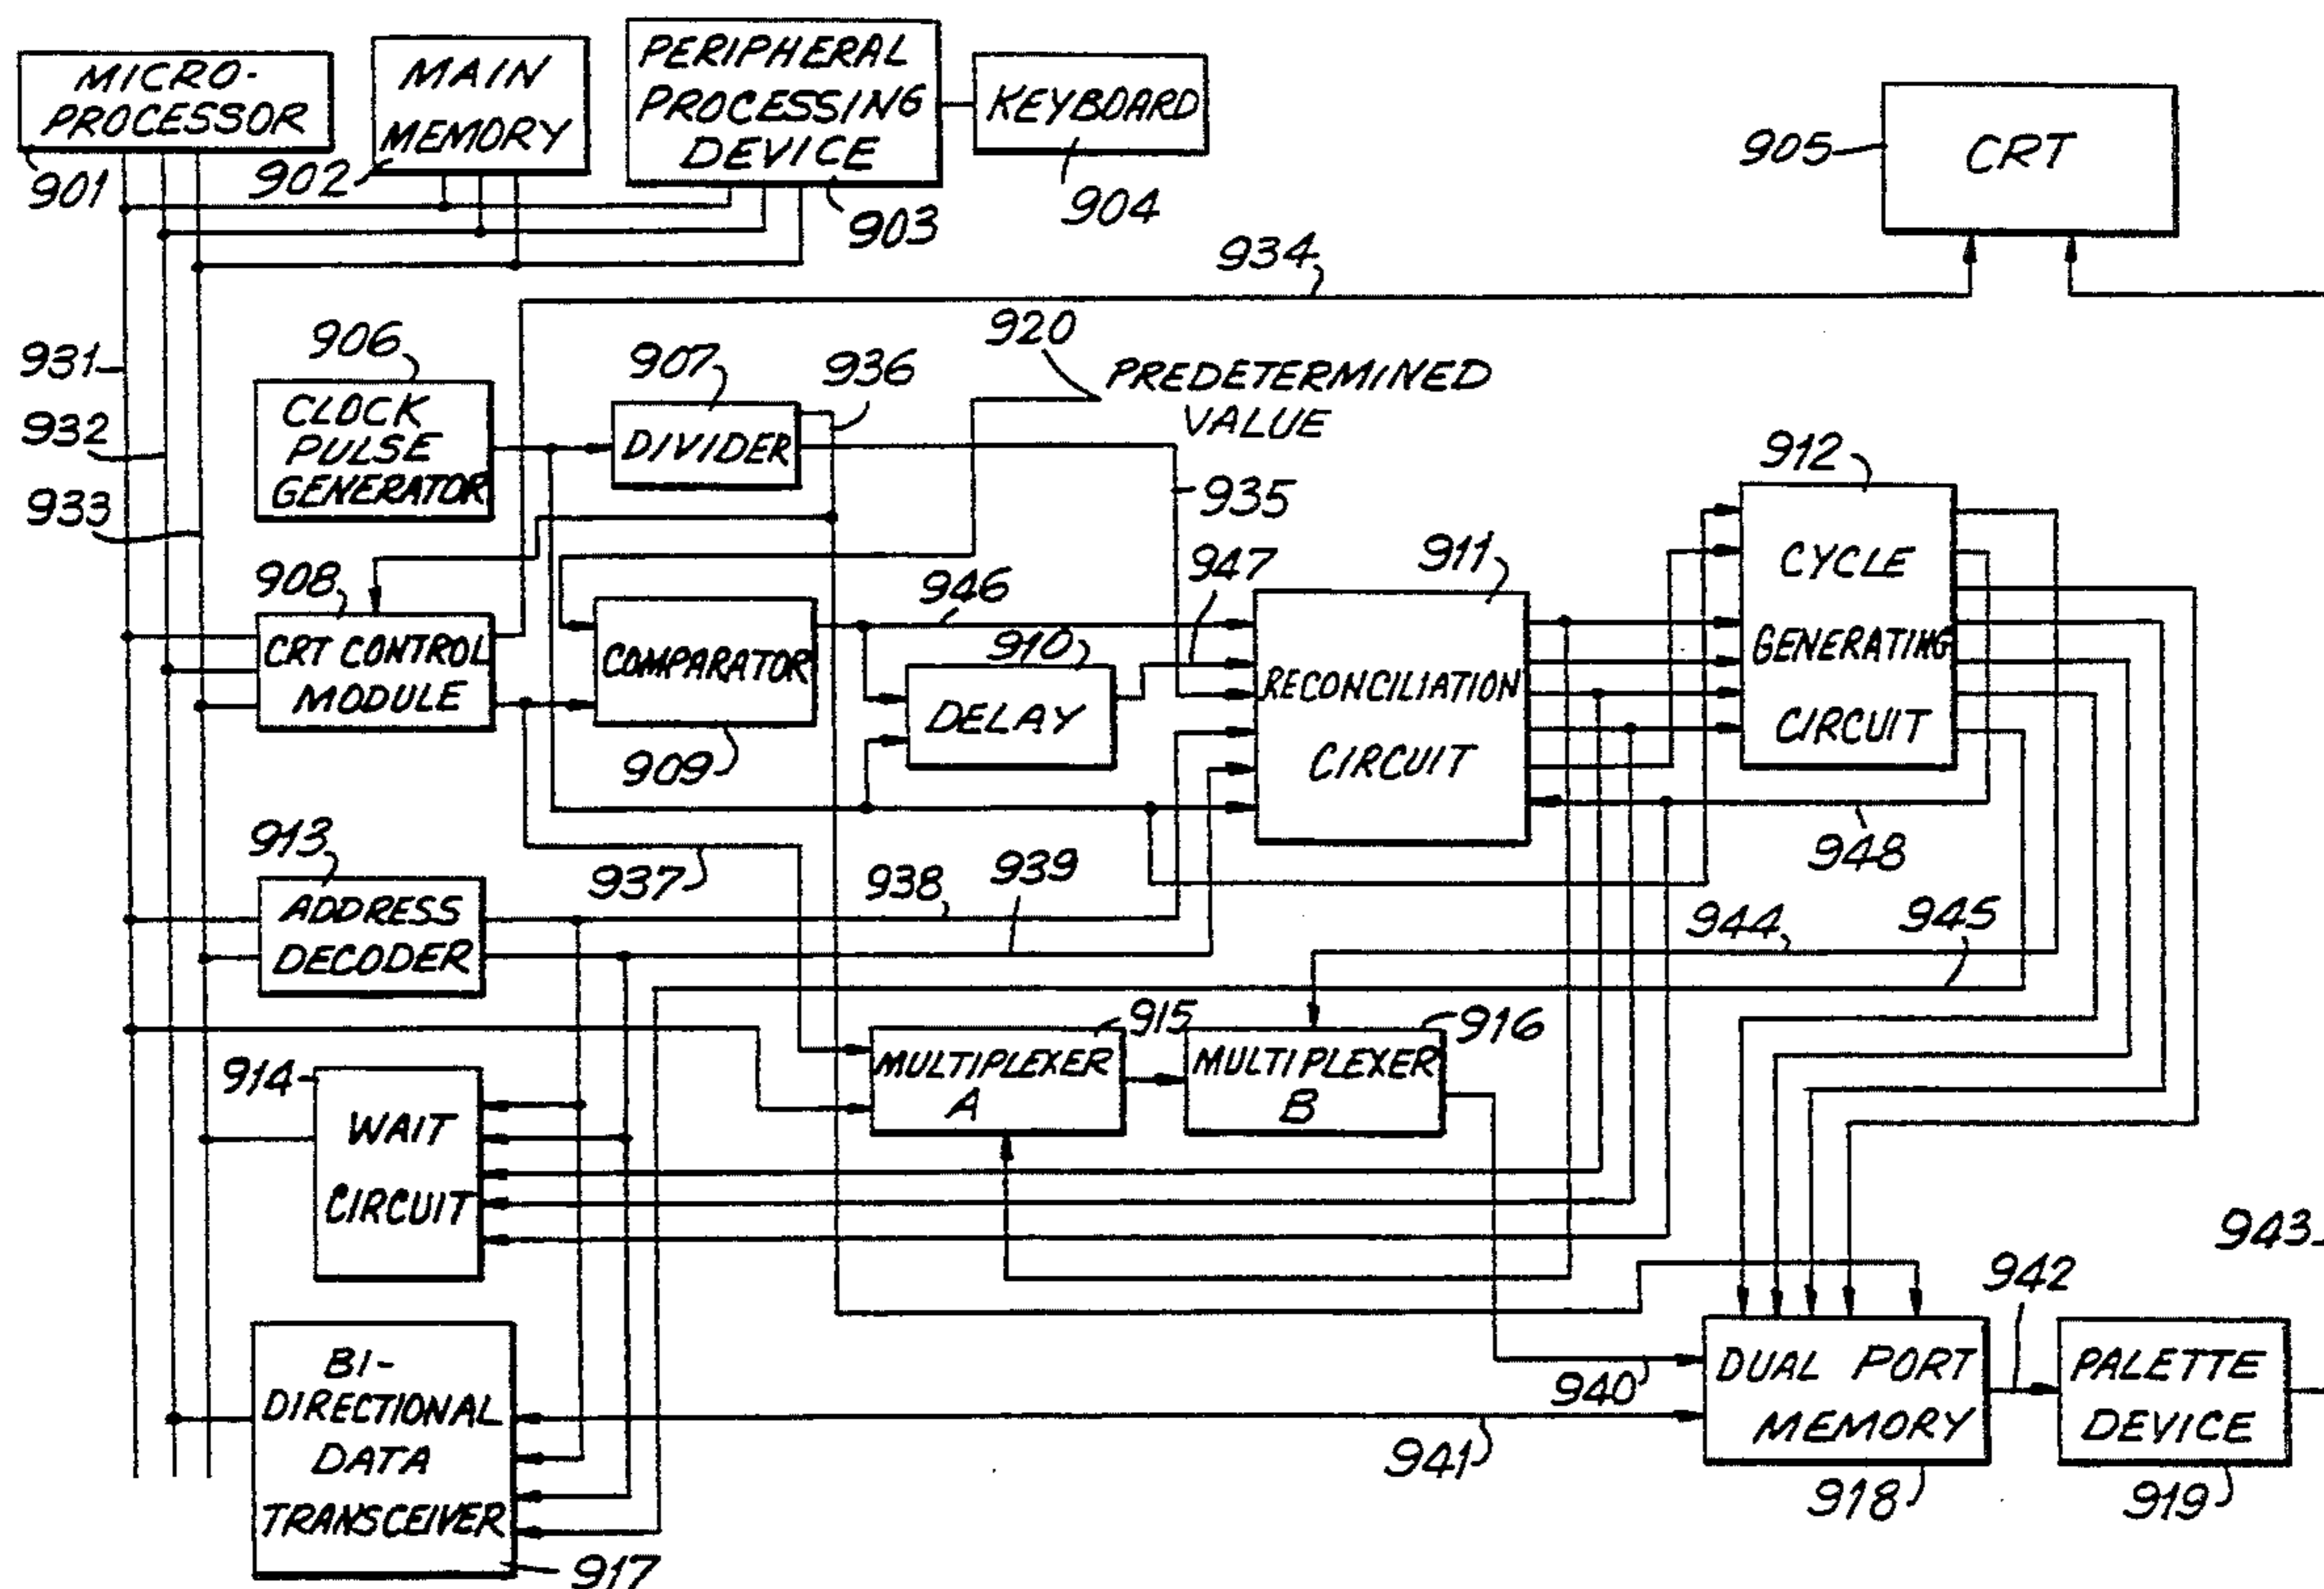 MICRO-
PROCESSOR
901
MAIN
MEMORY
902
PERIPHERAL
PROCESSING
DEVICE
903
KEYBOARD
904
905
CRT
934
920
PREDETERMINED
VALUE
931
932
933
906
CLOCK
PULSE
GENERATOR
907
DIVIDER
936
935
912
CYCLE
GENERATING
CIRCUIT
908
CRT CONTROL
MODULE
COMPARATOR
909
946
947
910
DELAY
911
RECONCILIATION
CIRCUIT
948
913
ADDRESS
DECODER
937
938
939
944
945
914
WAIT
CIRCUIT
915
MULTIPLEXER
A
916
MULTIPLEXER
B
943
942
BI-
DIRECTIONAL
DATA
TRANSCEIVER
917
940
941
DUAL PORT
MEMORY
918
PALETTE
DEVICE
919